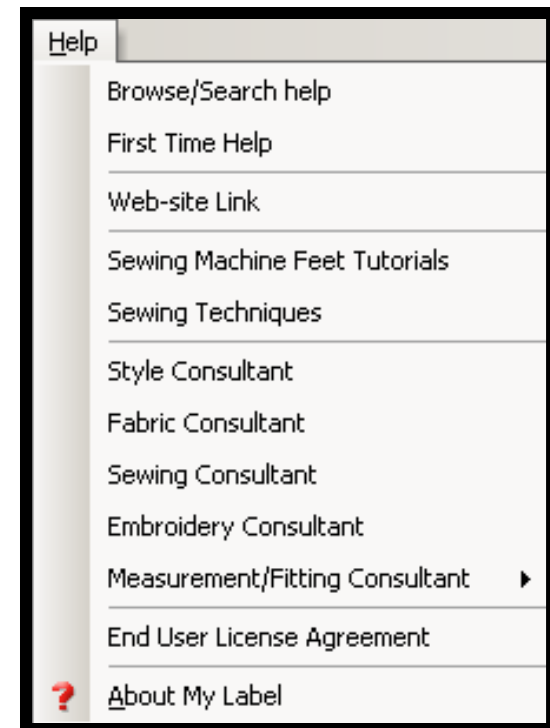 Help
Browse/Search help
First Time Help
Web-site Link
Sewing Machine Feet Tutorials
Sewing Techniques
Style Consultant
Fabric Consultant
Sewing Consultant
Embroidery Consultant
Measurement/Fitting Consultant
End User License Agreement
? About My Label